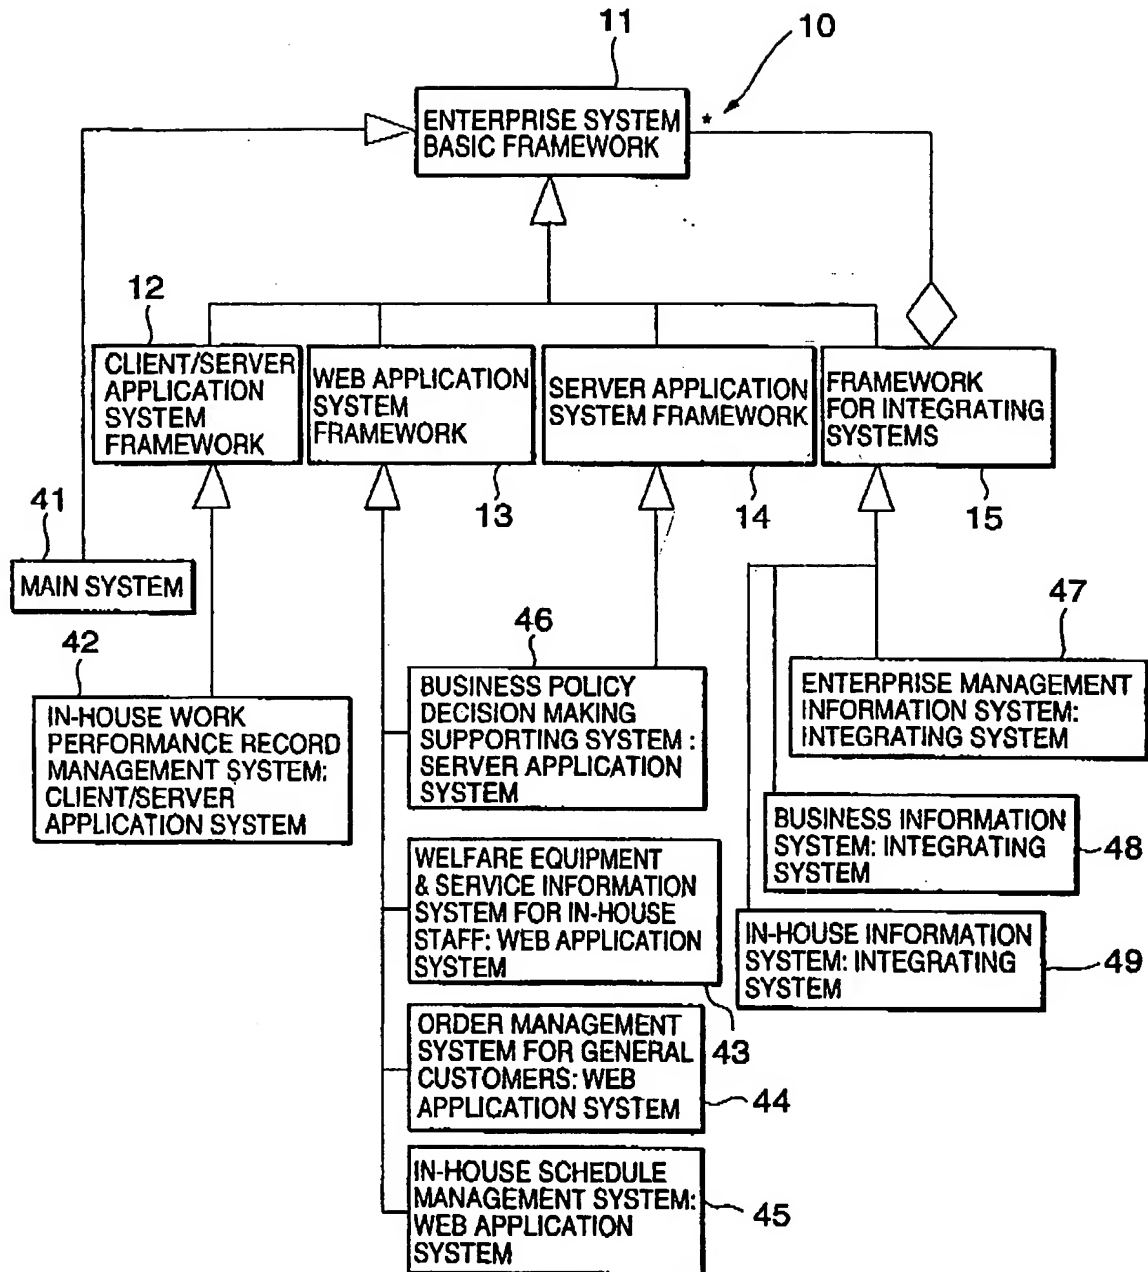 11
10
ENTERPRISE SYSTEM
BASIC FRAMEWORK
*
12
CLIENT/SERVER
APPLICATION
SYSTEM
FRAMEWORK
WEB APPLICATION
SYSTEM
FRAMEWORK
SERVER APPLICATION
SYSTEM FRAMEWORK
FRAMEWORK
FOR INTEGRATING
SYSTEMS
13
14
15
41
MAIN SYSTEM
42
IN-HOUSE WORK
PERFORMANCE RECORD
MANAGEMENT SYSTEM:
CLIENT/SERVER
APPLICATION SYSTEM
46
BUSINESS POLICY
DECISION MAKING
SUPPORTING SYSTEM :
SERVER APPLICATION
SYSTEM
47
ENTERPRISE MANAGEMENT
INFORMATION SYSTEM:
INTEGRATING SYSTEM
BUSINESS INFORMATION
SYSTEM: INTEGRATING
SYSTEM
48
WELFARE EQUIPMENT
& SERVICE INFORMATION
SYSTEM FOR IN-HOUSE
STAFF: WEB APPLICATION
SYSTEM
43
IN-HOUSE INFORMATION
SYSTEM: INTEGRATING
SYSTEM
49
ORDER MANAGEMENT
SYSTEM FOR GENERAL
CUSTOMERS: WEB
APPLICATION SYSTEM
44
IN-HOUSE SCHEDULE
MANAGEMENT SYSTEM:
WEB APPLICATION
SYSTEM
45